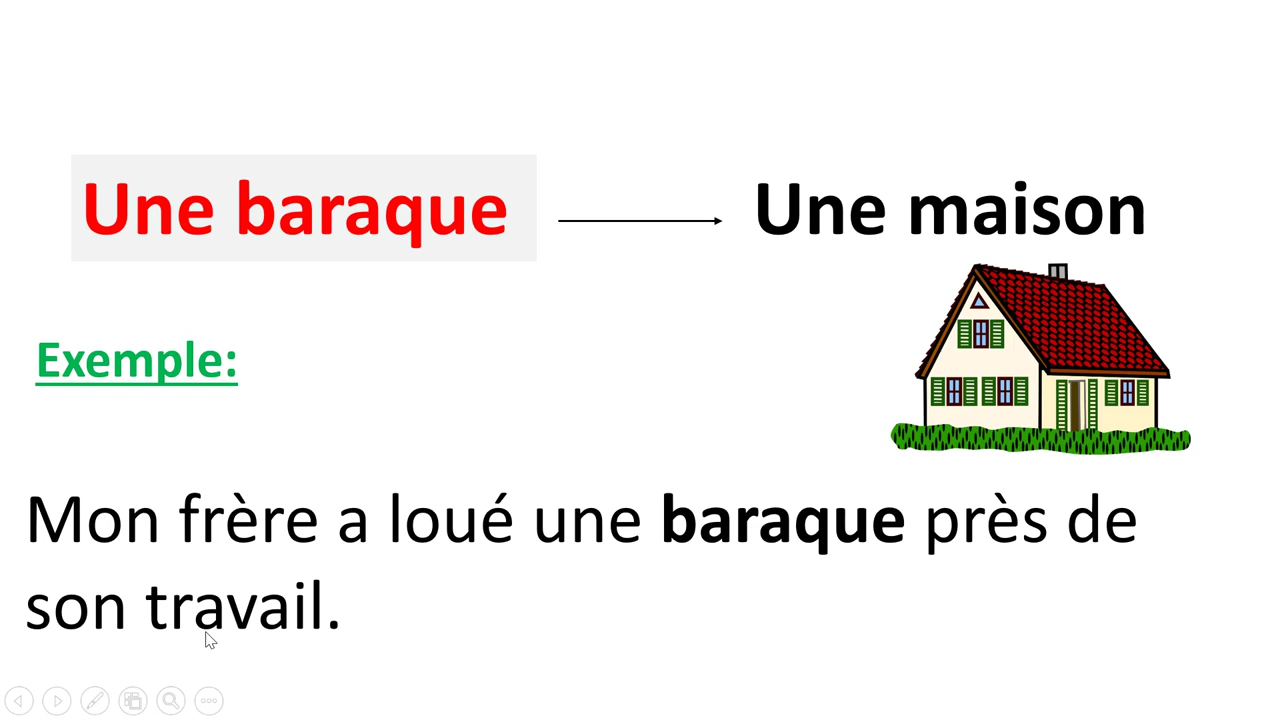 Une baraque
Une maison
Exemple:
Mon frère a loué une baraque près de
son travail.